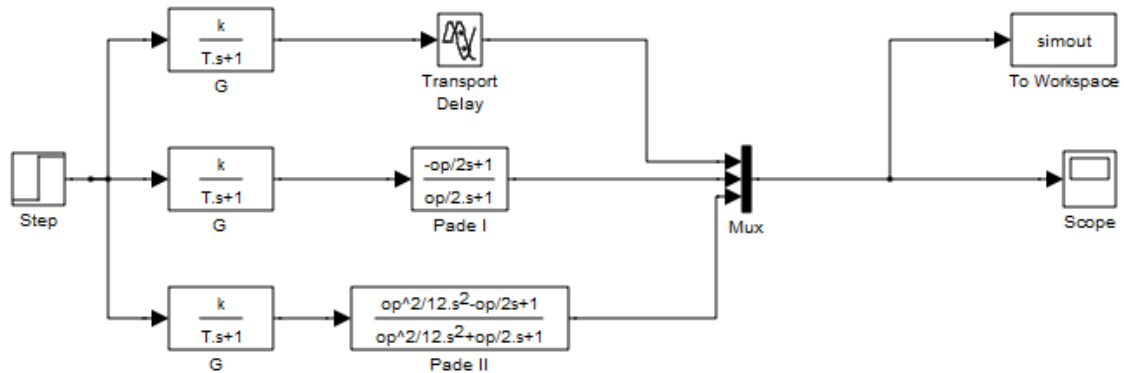 k
T.s+1
G
Transport
Delay
simout
To Workspace
Step
k
T.s+1
G
-op/2s+1
op/2.s+1
Pade I
Mux
Scope
k
T.s+1
G
op^2/12.s2-op/2s+1
op^2/12.s2+op/2.s+1
Pade II